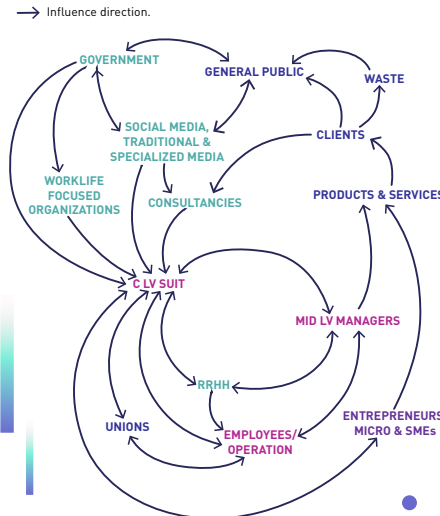 Influence direction.
GOVERNMENT
GENERAL PUBLIC
WASTE
SOCIAL MEDIA,
TRADITIONAL &
SPECIALIZED MEDIA
CLIENTS
WORKLIFE
FOCUSED
ORGANIZATIONS
CONSULTANCIES
PRODUCTS & SERVICES
C LV SUIT
MID LV MANAGERS
RRHH
UNIONS
EMPLOYEES/
OPERATION
ENTREPRENEURS
MICRO & SMEs